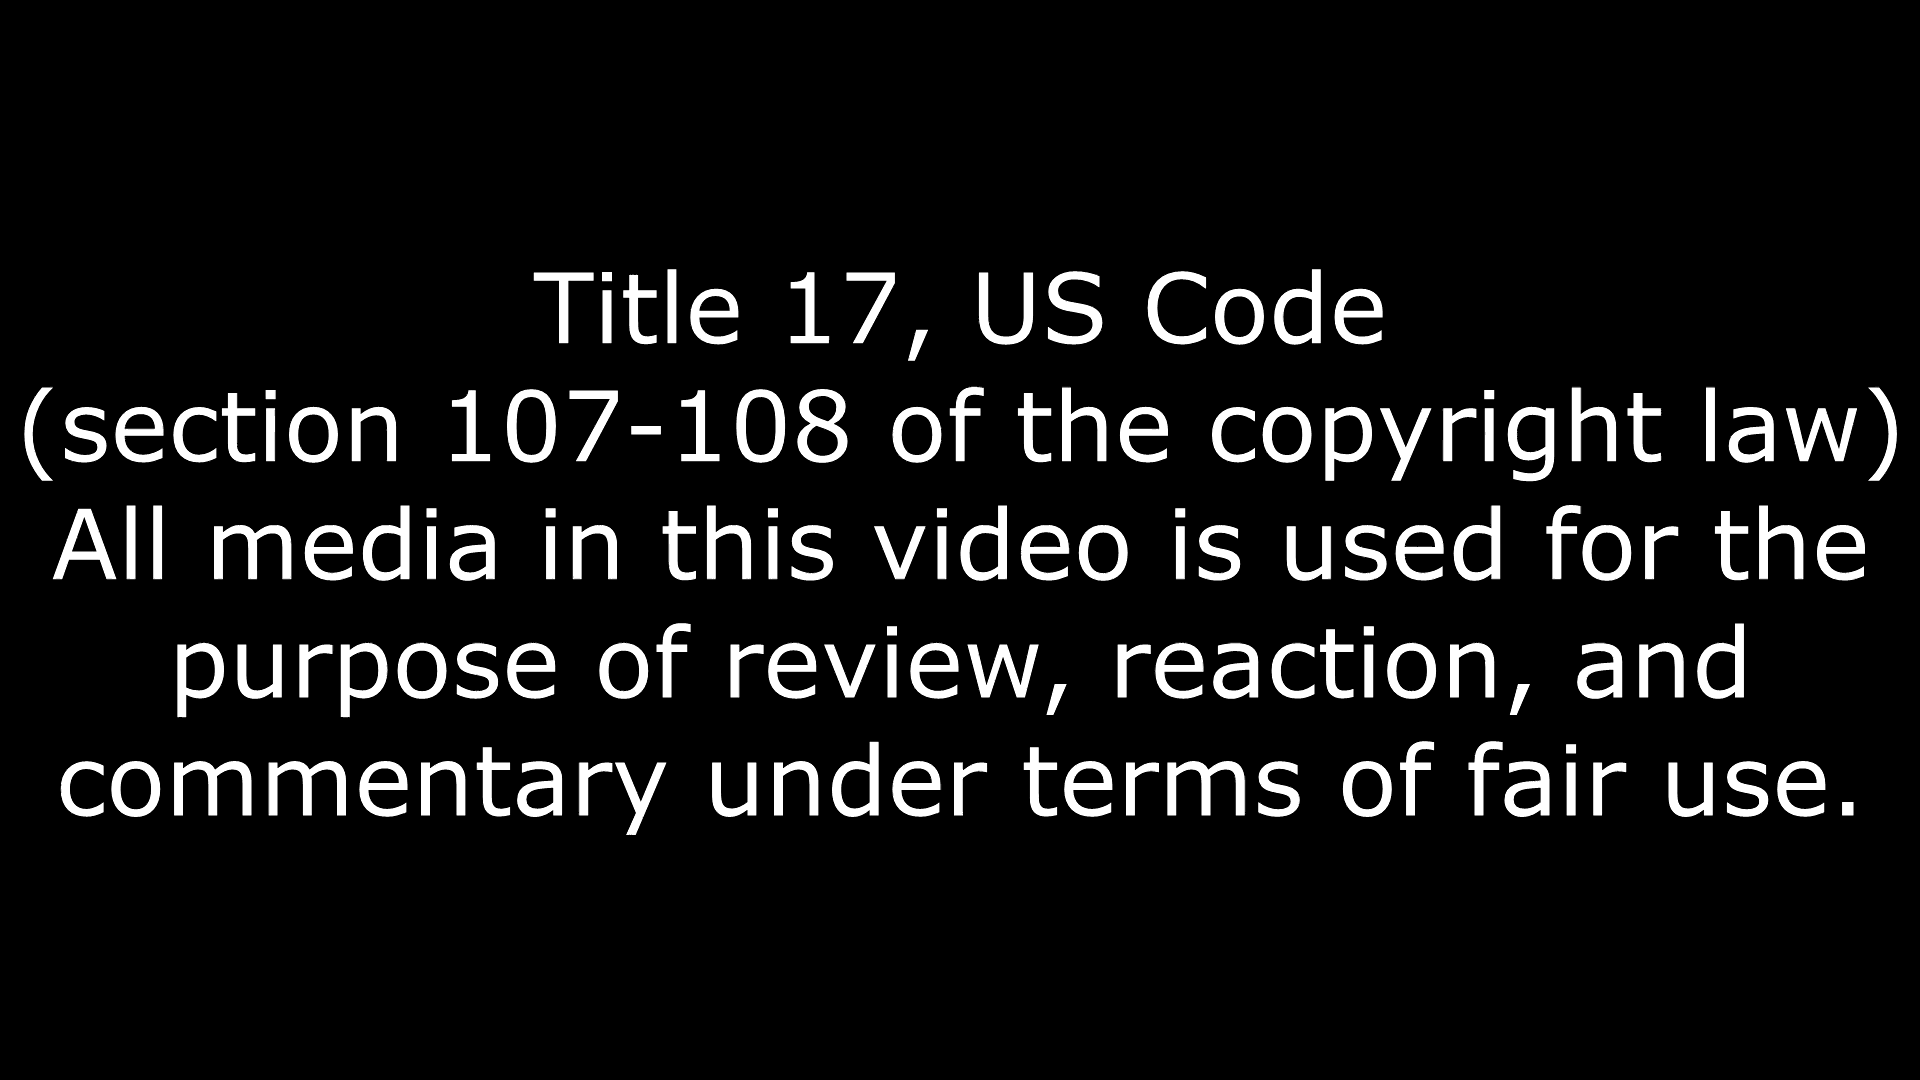 Title 17, US Code
(section 107-108 of the copyright law)
All media in this video is used for the
purpose of review, reaction, and
commentary under terms of fair use.